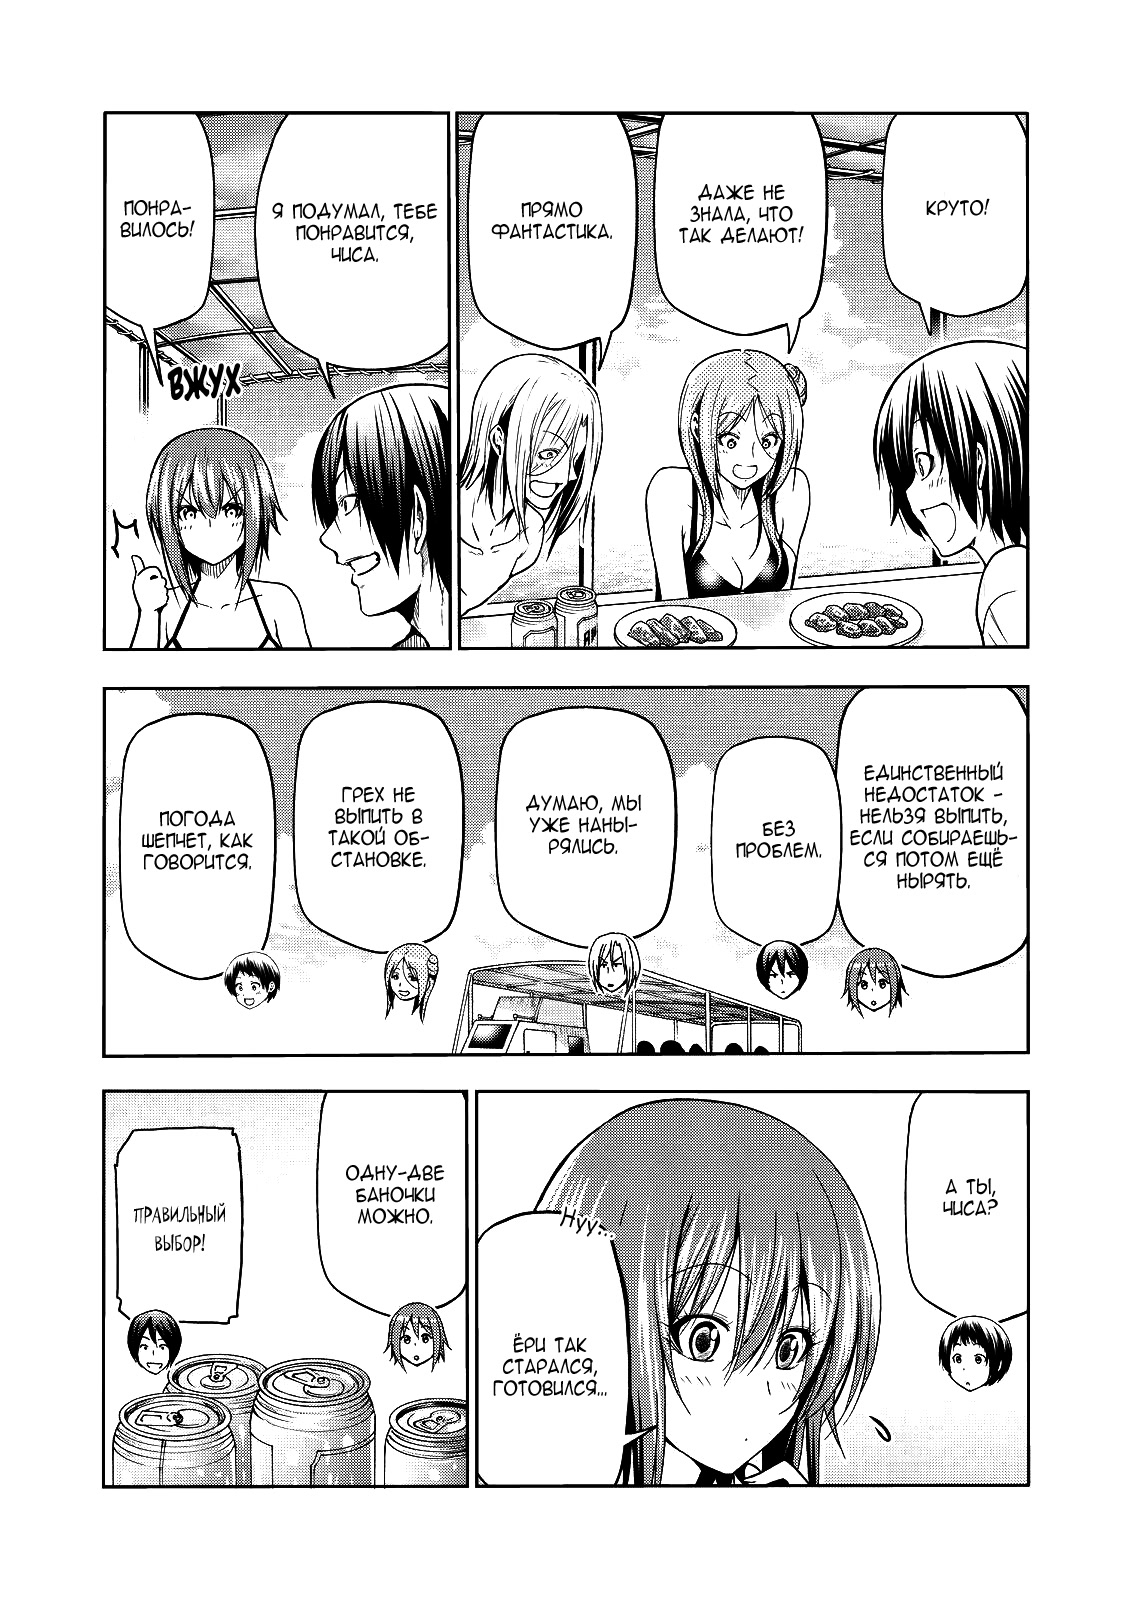 КРУТО!
ДАЖЕ НЕ
ЗНАЛА, ЧТО
ТАК ДЕЛАЮТ!
ПРЯМО
ФАНТАСТИКА.
Я ПОДУМАЛ, ТЕБЕ
ПОНРАВИТСЯ,
ЧИСА.
ПОНРА-
ВИЛОСЬ!
ВЖУХ
ЕДИНСТВЕННЫЙ
НЕДОСТАТОК -
НЕЛЬЗЯ ВЫПИТЬ,
ЕСЛИ СОБИРАЕШЬ-
СЯ ПОТОМ ЕЩЁ
НЫРЯТЬ.
БЕЗ
ПРОБЛЕМ.
ДУМАЮ, МЫ
УЖЕ НАНЫ-
РЯЛИСЬ.
ГРЕХ НЕ
ВЫПИТЬ В
ТАКОЙ ОБ-
СТАНОВКЕ.
ПОГОДА
ШЕПЧЕТ, КАК
ГОВОРИТСЯ.
А ТЫ,
ЧИСА?
Нуу...
ЁРИ ТАК
СТАРАЛСЯ,
ГОТОВИЛСЯ...
ОДНУ-ДВЕ
БАНОЧКИ
МОЖНО.
ПРАВИЛЬНЫЙ
ВЫБОР!